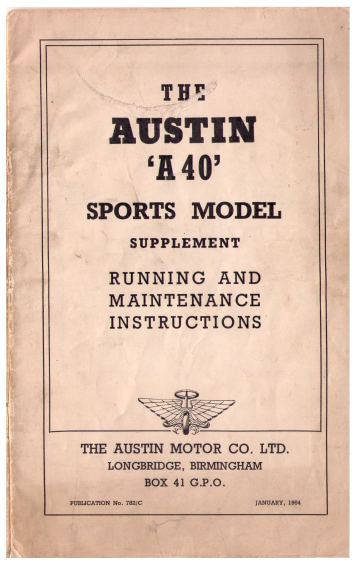 THE
AUSTIN
'A 40'
SPORTS MODEL
SUPPLEMENT
RUNNING AND
MAINTENANCE
INSTRUCTIONS
THE AUSTIN MOTOR CO. LTD.
LONGBRIDGE, BIRMINGHAM
BOX 41 G.P.O.
PUBLICATION No. 782/C
JANUARY, 1954